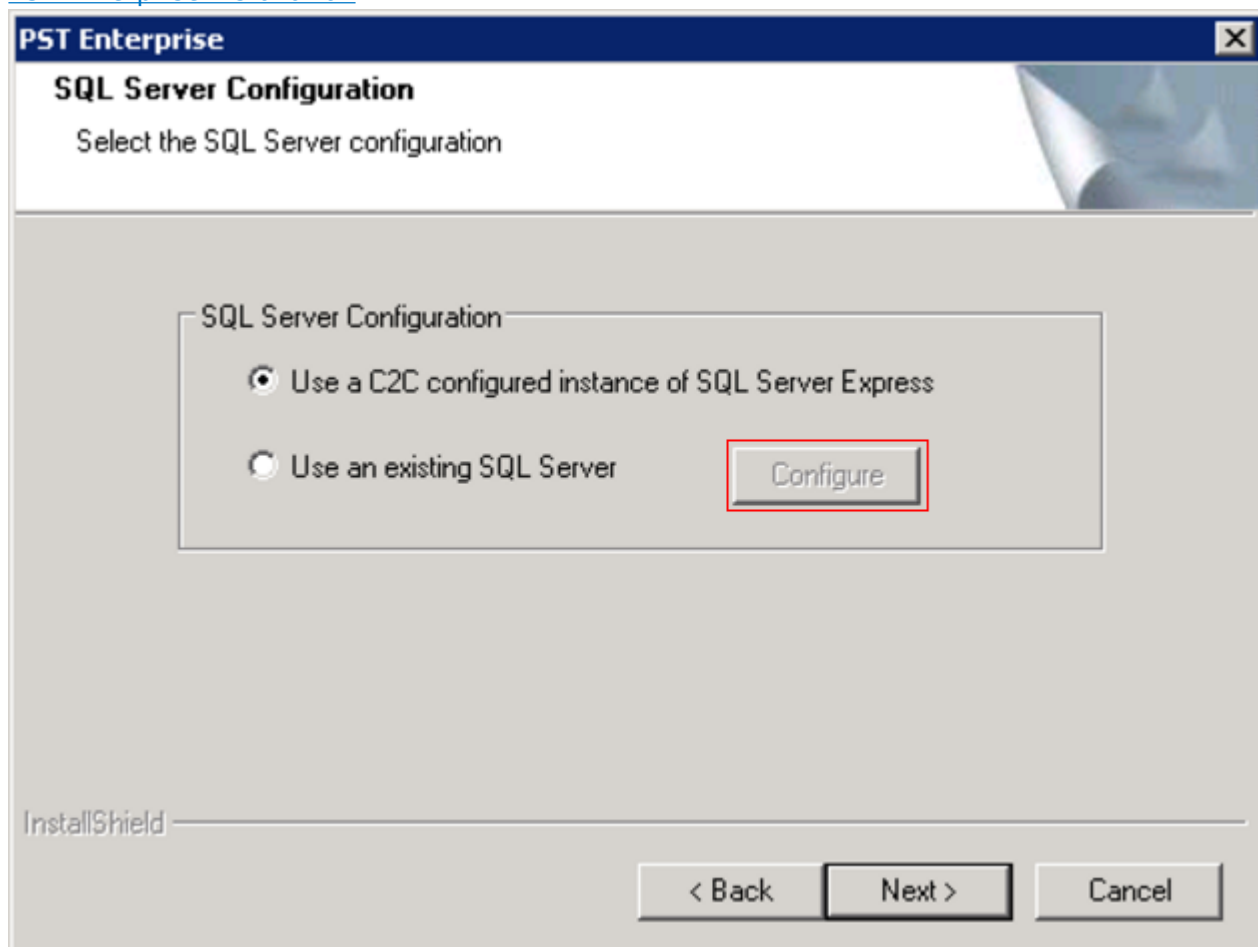 PST Enterprise
SQL Server Configuration
Select the SQL Server configuration
SQL Server Configuration
Use a C2C configured instance of SQL Server Express
Use an existing SQL Server
Configure
InstallShield
< Back
Next >
Cancel